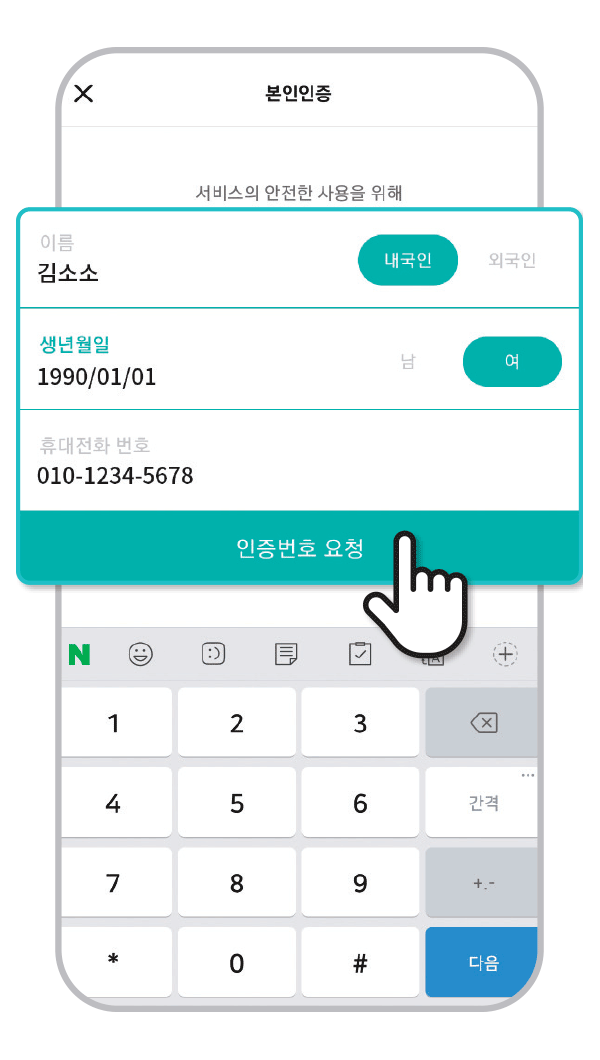 본인인증
서비스의 안전한 사용을 위해
이름
김소소
내국인 외국인
생년월일
1990/01/01
남 여
휴대전화 번호
010-1234-5678
인증번호 요청
N :) A
1 2 3
4 5 6 간격
7 8 9 +.-
* 0 # 다음